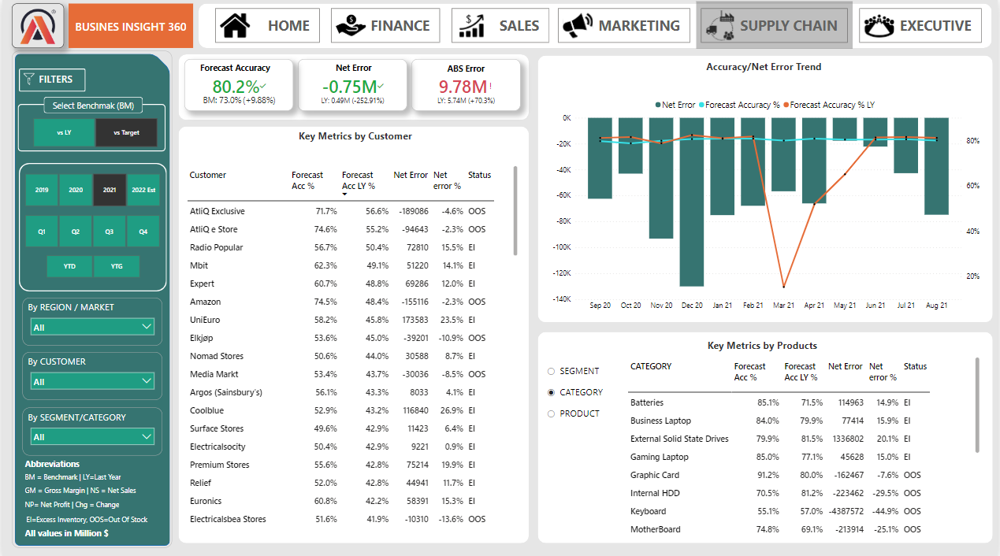 BUSINES INSIGHT 360
HOME
FINANCE
SALES
MARKETING
SUPPLY CHAIN
EXECUTIVE
FILTERS
Select Benchmak (BM)
vs LY
vs Target
2019
2020
2021
2022 Est
Q1
Q2
Q3
Q4
YTD
YTG
By REGION / MARKET
All
By CUSTOMER
All
By SEGMENT/CATEGORY
All
Abbreviations
BM = Benchmark | LY=Last Year
GM = Gross Margin | NS = Net Sales
NP= Net Profit | Chg = Change
EI=Excess Inventory, OOS=Out Of Stock
All values in Million $
Forecast Accuracy
80.2%
BM: 73.0% (+9.88%)
Net Error
-0.75M
LY: 0.49M (-252.91%)
ABS Error
9.78M !
LY: 5.74M (+70.3%)
Key Metrics by Customer
Customer Forecast Acc % Forecast Acc LY % Net Error Net error % Status
AtliQ Exclusive 71.7% 56.6% -189086 -4.6% OOS
AtliQ e Store 74.6% 55.2% -94643 -2.3% OOS
Radio Popular 56.7% 50.4% 72810 15.5% EI
Mbit 62.3% 49.1% 51220 14.1% EI
Expert 60.7% 48.8% 69286 12.0% EI
Amazon 74.5% 48.4% -155116 -2.3% OOS
UniEuro 58.2% 45.8% 173583 23.5% EI
Elkjøp 53.6% 45.0% -39201 -10.9% OOS
Nomad Stores 50.6% 44.0% 30588 8.7% EI
Media Markt 53.4% 43.7% -30036 -8.5% OOS
Argos (Sainsbury's) 56.1% 43.3% 8033 4.1% EI
Coolblue 52.9% 43.2% 116840 26.9% EI
Surface Stores 49.6% 42.9% 11423 6.4% EI
Electricalsocity 50.4% 42.9% 9221 0.9% EI
Premium Stores 55.6% 42.8% 75214 19.9% EI
Relief 52.0% 42.8% 44941 11.7% EI
Euronics 60.8% 42.2% 58391 15.3% EI
Electricalsbea Stores 51.6% 41.9% -10310 -13.6% OOS
Accuracy/Net Error Trend
Net Error Forecast Accuracy % Forecast Accuracy % LY
0K
-20K
-40K
-60K
-80K
-100K
-120K
-140K
80%
60%
40%
20%
Sep 20 Oct 20 Nov 20 Dec 20 Jan 21 Feb 21 Mar 21 Apr 21 May 21 Jun 21 Jul 21 Aug 21
Key Metrics by Products
SEGMENT
CATEGORY
PRODUCT
CATEGORY Forecast Acc % Forecast Acc LY % Net Error Net error % Status
Batteries 85.1% 71.5% 114963 14.9% EI
Business Laptop 84.0% 79.9% 77414 15.9% EI
External Solid State Drives 79.9% 81.5% 1336802 20.1% EI
Gaming Laptop 85.0% 77.1% 45628 15.0% EI
Graphic Card 91.2% 80.0% -162467 -7.6% OOS
Internal HDD 70.5% 81.2% -223462 -29.5% OOS
Keyboard 55.1% 57.0% -4387572 -44.9% OOS
MotherBoard 74.8% 69.1% -213914 -25.1% OOS